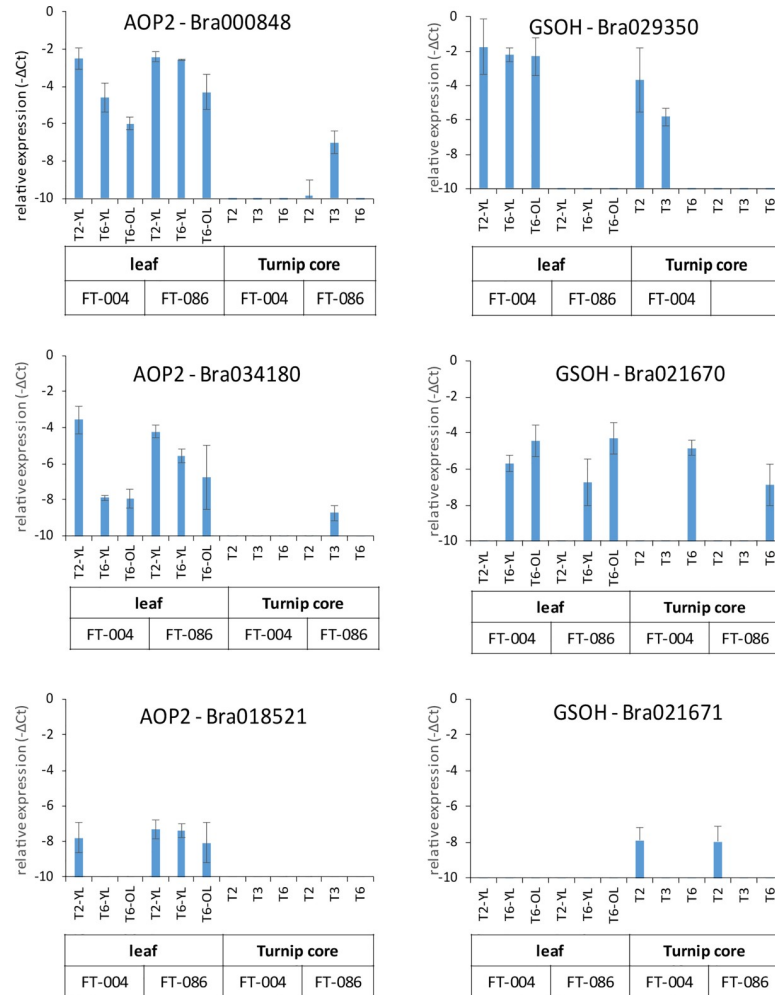 AOP2 - Bra000848
relative expression (-ΔCt)
0
-2
-4
-6
-8
-10
T2-YL
T6-YL
T6-OL
T2-YL
T6-YL
T6-OL
T2
T3
T6
T2
T3
T6
leaf Turnip core
FT-004 FT-086 FT-004 FT-086
GSOH - Bra029350
relative expression (-ΔCt)
0
-2
-4
-6
-8
-10
T2-YL
T6-YL
T6-OL
T2-YL
T6-YL
T6-OL
T2
T3
T6
T2
T3
T6
leaf Turnip core
FT-004 FT-086 FT-004
AOP2 - Bra034180
relative expression (-ΔCt)
0
-2
-4
-6
-8
-10
T2-YL
T6-YL
T6-OL
T2-YL
T6-YL
T6-OL
T2
T3
T6
T2
T3
T6
leaf Turnip core
FT-004 FT-086 FT-004 FT-086
GSOH - Bra021670
relative expression (-ΔCt)
0
-2
-4
-6
-8
-10
T2-YL
T6-YL
T6-OL
T2-YL
T6-YL
T6-OL
T2
T3
T6
T2
T3
T6
leaf Turnip core
FT-004 FT-086 FT-004 FT-086
AOP2 - Bra018521
relative expression (-ΔCt)
0
-2
-4
-6
-8
-10
T2-YL
T6-YL
T6-OL
T2-YL
T6-YL
T6-OL
T2
T3
T6
T2
T3
T6
leaf Turnip core
FT-004 FT-086 FT-004 FT-086
GSOH - Bra021671
relative expression (-ΔCt)
0
-2
-4
-6
-8
-10
T2-YL
T6-YL
T6-OL
T2-YL
T6-YL
T6-OL
T2
T3
T6
T2
T3
T6
leaf Turnip core
FT-004 FT-086 FT-004 FT-086